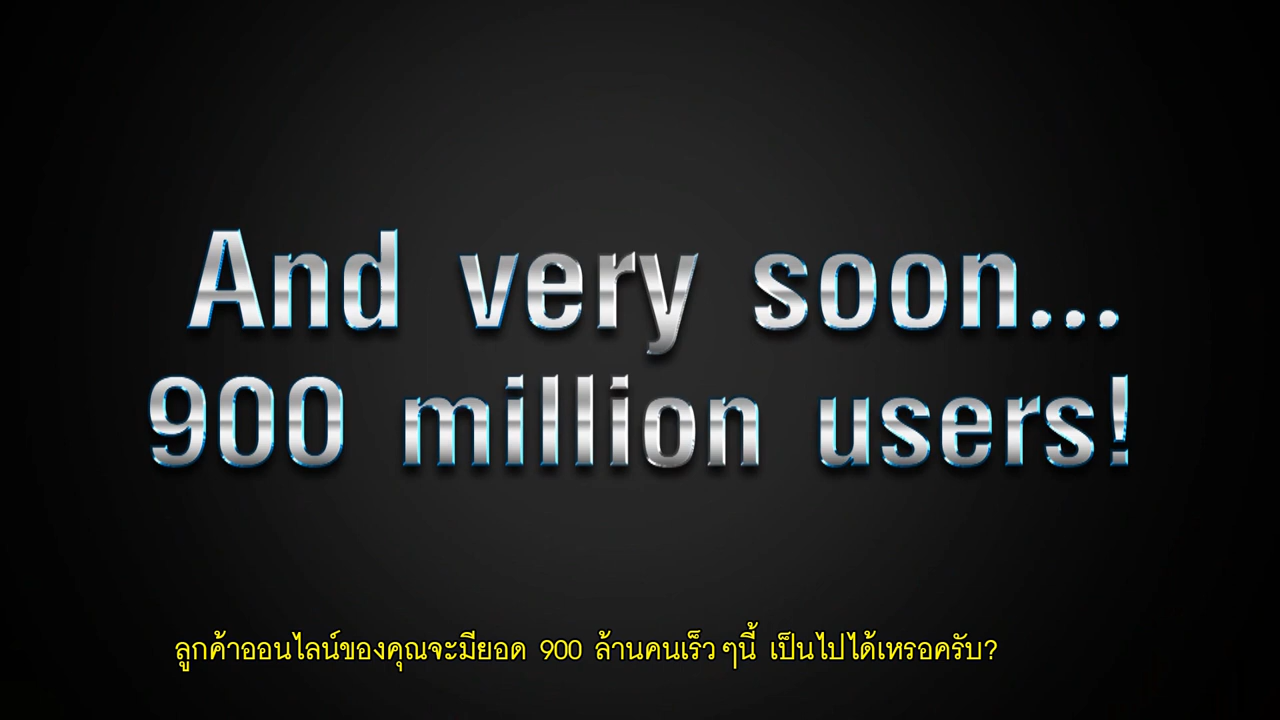 And very soon...
900 million users!
ลูกค้าออนไลน์ของคุณจะมียอด 900 ล้านคนเร็วๆนี้ เป็นไปได้เหรอครับ?